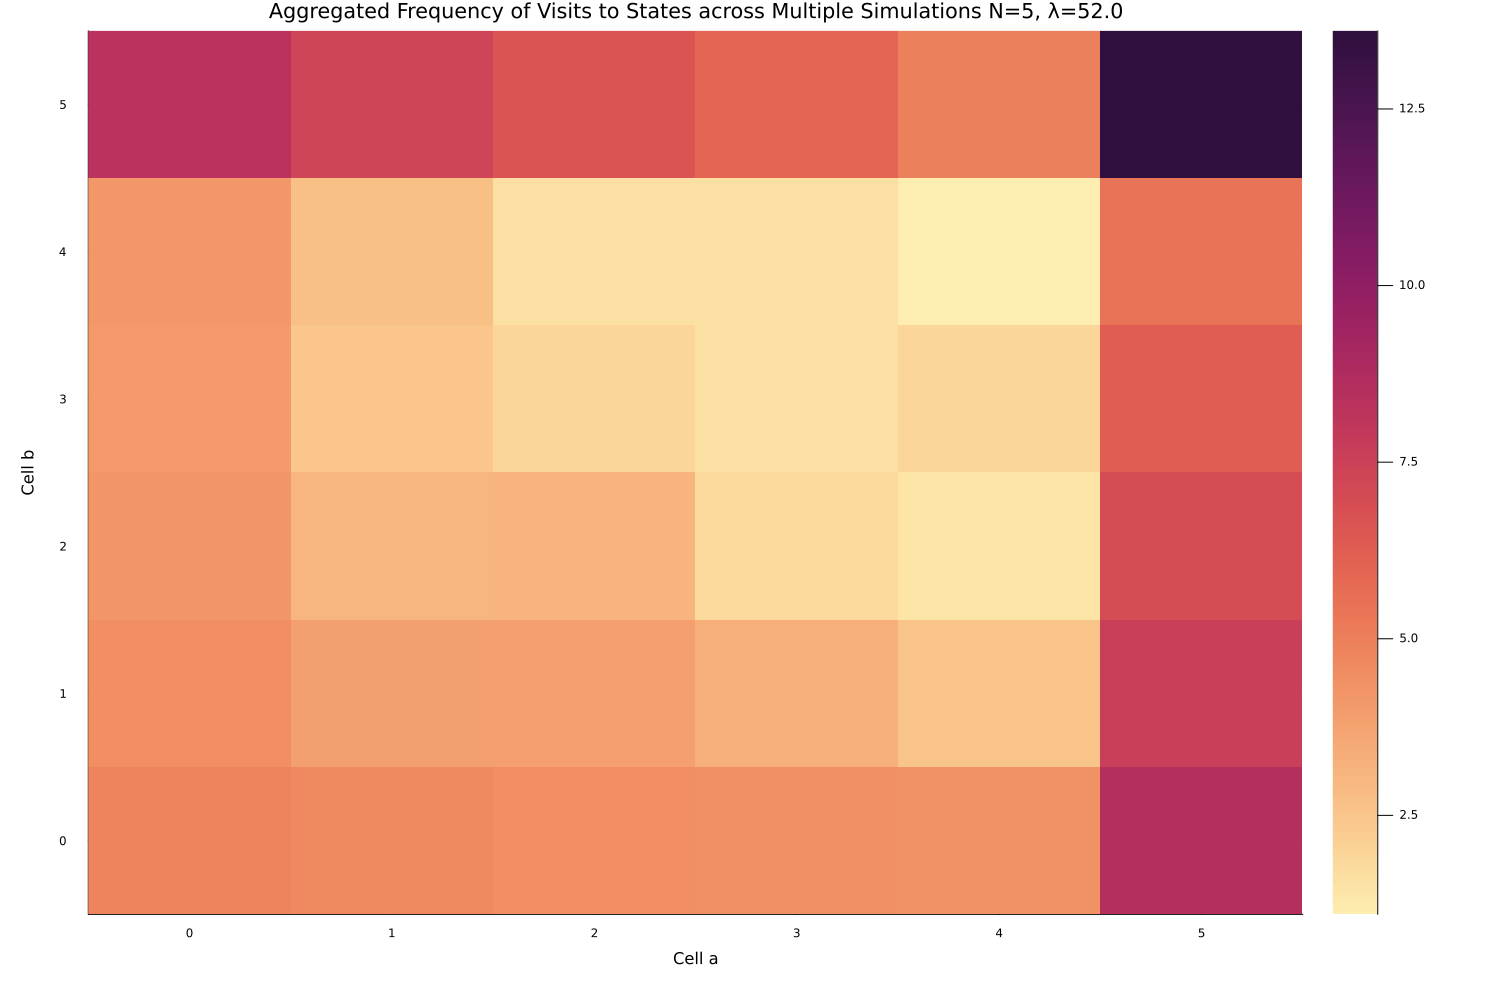 Aggregated Frequency of Visits to States across Multiple Simulations N=5, λ=52.0
5
4
3
2
1
0
Cell b
0 1 2 3 4 5
Cell a
12.5
10.0
7.5
5.0
2.5